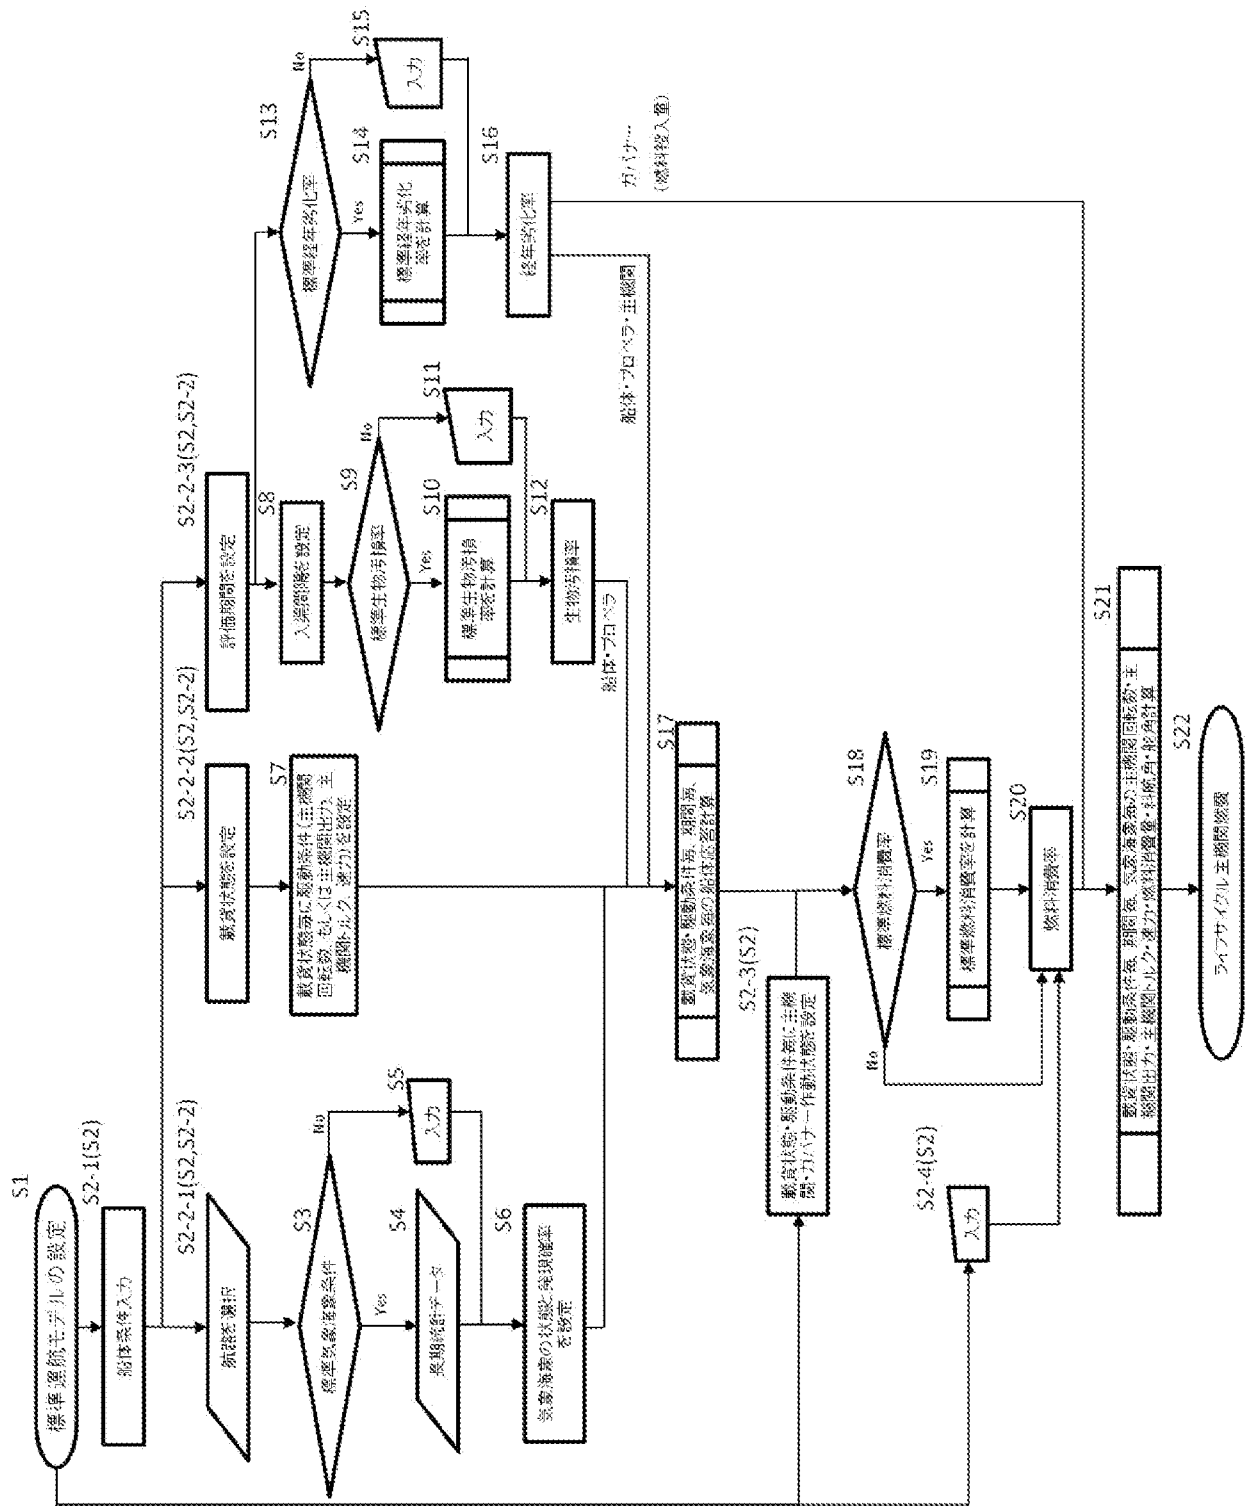 S1
標準運航モデルの設定
S2-1(S2)
船体条件入力
S2-2-1(S2,S2-2)
航路を選択
S3
標準気象海象条件
No
Yes
S4
長期統計データ
S5
入力
S6
気象海象の状態と発現確率
を設定
S2-2-2(S2,S2-2)
載貨状態を設定
S7
載貨状態毎に駆動条件(主機関
回転数、もしくは主機関出力、主
機関トルク、速力)を設定
S2-2-3(S2,S2-2)
評価期間を設定
S8
入渠間隔を設定
S9
標準生物汚損率
No
Yes
S10
標準生物汚損
率を計算
S11
入力
S12
生物汚損率
船体・プロペラ
S13
標準経年劣化率
No
Yes
S14
標準経年劣化
率を計算
S15
入力
S16
経年劣化率
船体・プロペラ・主機関
ガバナー
(燃料投入量)
S17
載貨状態・駆動条件毎、期間毎、
気象海象毎の船体応答計算
S2-3(S2)
載貨状態・駆動条件毎に主機
関・ガバナー作動状態を設定
S18
標準燃料消費率
No
Yes
S19
標準燃料消費率を計算
S20
燃料消費率
S2-4(S2)
入力
S21
載貨状態・駆動条件毎、期間毎、気象海象毎の主機関回転数・主
機関出力・主機関トルク・速力・燃料消費量・斜航角・舵角計算
S22
ライフサイクル主機関燃費